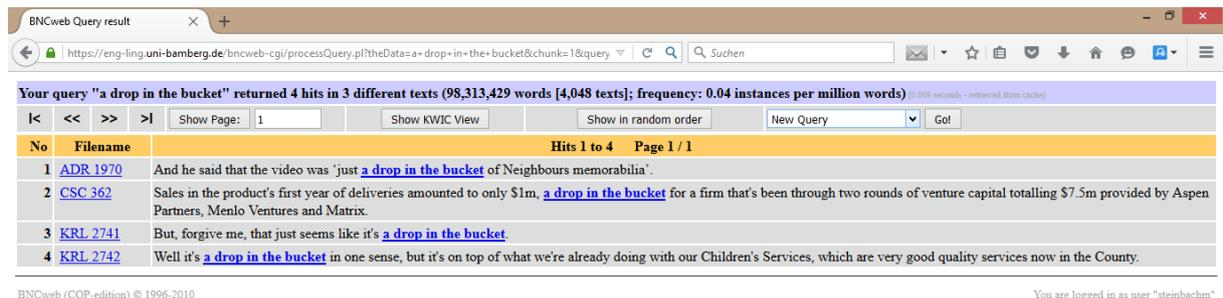 BNCweb Query result
https://eng-ling.uni-bamberg.de/bncweb-cgi/processQuery.pl?theData=a+drop+in+the+bucket&chunk=1&query
Suchen
Your query "a drop in the bucket" returned 4 hits in 3 different texts (98,313,429 words [4,048 texts]; frequency: 0.04 instances per million words) [0.009 seconds - retrieved from cache]
|< << >> >| Show Page: 1 Show KWIC View Show in random order New Query Go!
No Filename Hits 1 to 4 Page 1 / 1
1 ADR 1970 And he said that the video was ‘just a drop in the bucket of Neighbours memorabilia’.
2 CSC 362 Sales in the product's first year of deliveries amounted to only $1m, a drop in the bucket for a firm that's been through two rounds of venture capital totalling $7.5m provided by Aspen
Partners, Menlo Ventures and Matrix.
3 KRL 2741 But, forgive me, that just seems like it's a drop in the bucket.
4 KRL 2742 Well it's a drop in the bucket in one sense, but it's on top of what we're already doing with our Children's Services, which are very good quality services now in the County.
BNCweb (CQP-edition) © 1996-2010 You are logged in as user "steinbachm"